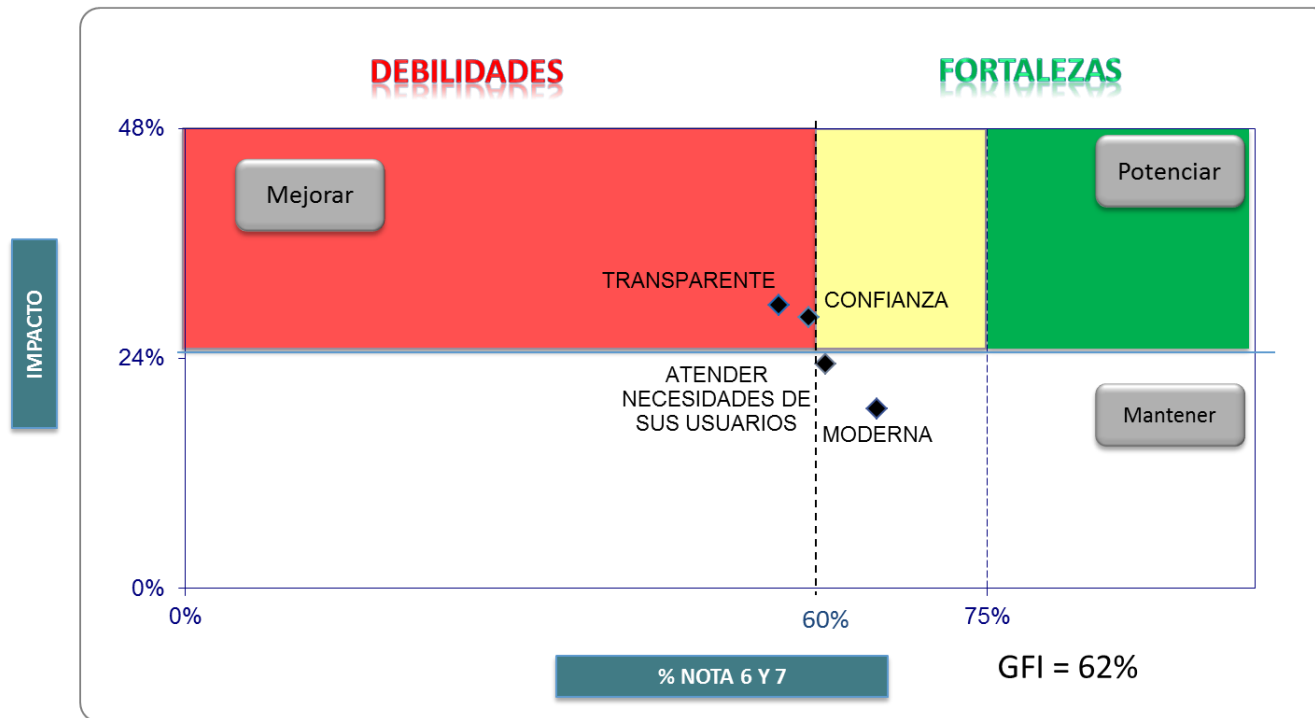 DEBILIDADES
FORTALEZAS
48%
Mejorar
Potenciar
TRANSPARENTE
CONFIANZA
IMPACTO
24%
ATENDER
NECESIDADES DE
SUS USUARIOS
MODERNA
Mantener
0%
0%
60%
75%
% NOTA 6 Y 7
GFI = 62%